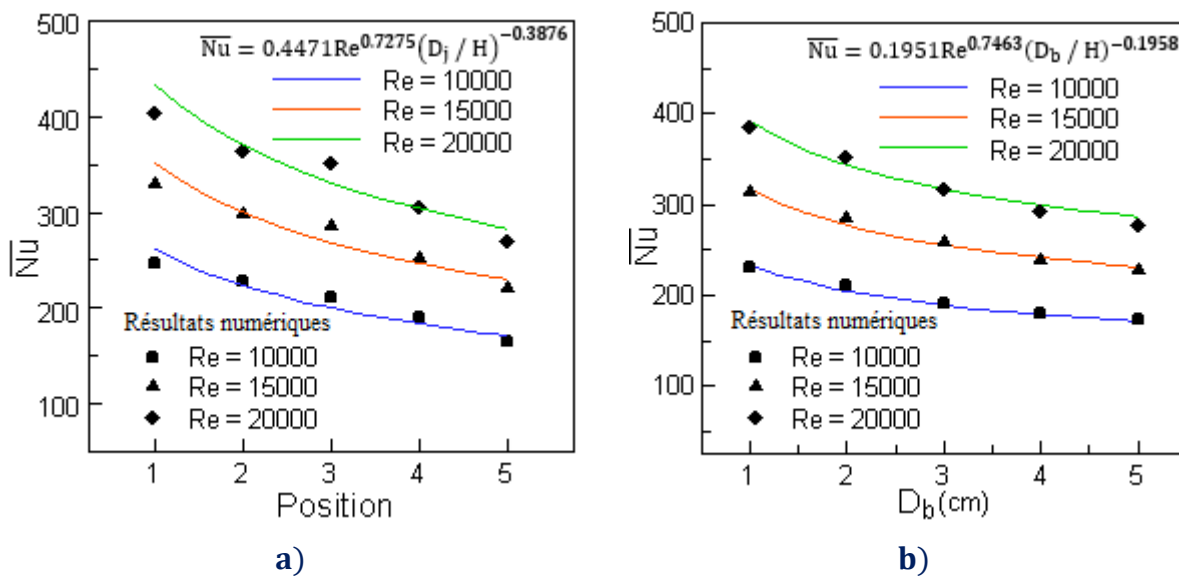 500
400
300
200
100
Nu
Nu = 0.4471Re^0.7275(D_j / H)^−0.3876
Re = 10000
Re = 15000
Re = 20000
Résultats numériques
Re = 10000
Re = 15000
Re = 20000
1 2 3 4 5
Position
a)
500
400
300
200
100
Nu
Nu = 0.1951Re^0.7463(D_b / H)^−0.1958
Re = 10000
Re = 15000
Re = 20000
Résultats numériques
Re = 10000
Re = 15000
Re = 20000
1 2 3 4 5
D_b(cm)
b)